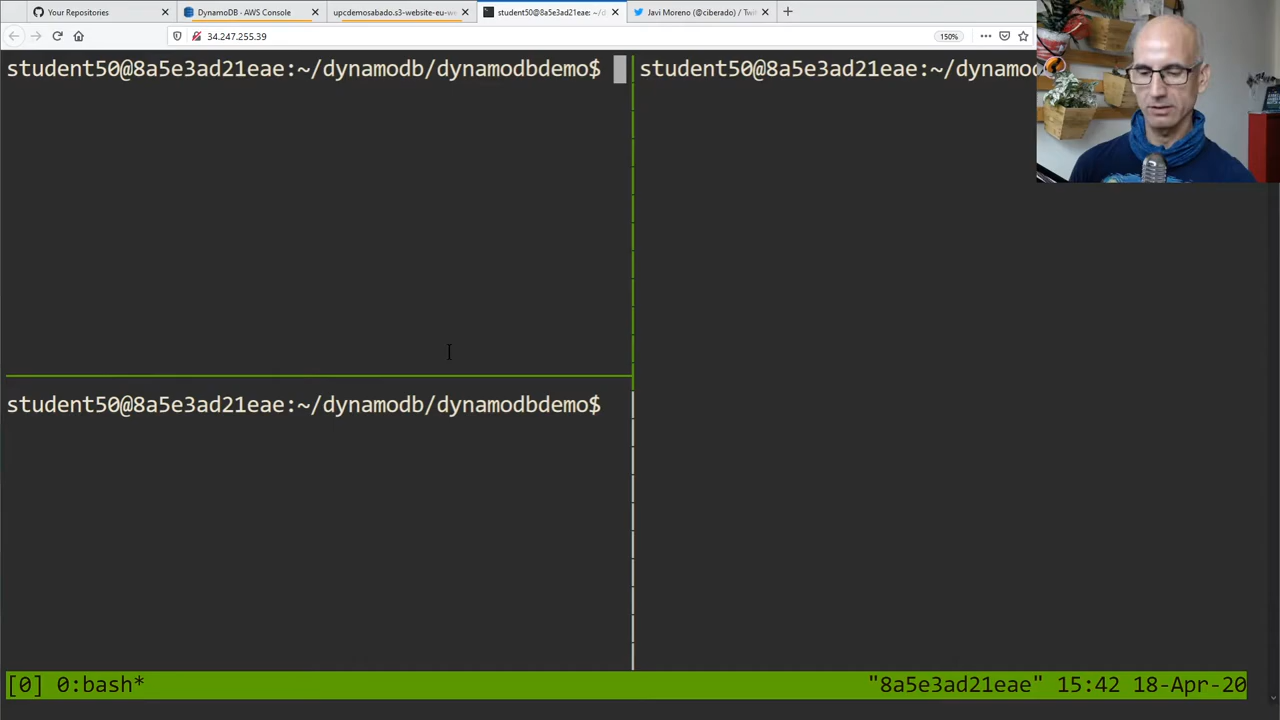 Your Repositories
DynamoDB - AWS Console
upcdemosabado.s3-website-eu-we
student50@8a5e3ad21eae: ~/d
Javi Moreno (@ciberado) / Twitt
34.247.255.39
150%
student50@8a5e3ad21eae:~/dynamodb/dynamodbdemo$
student50@8a5e3ad21eae:~/dynamod
student50@8a5e3ad21eae:~/dynamodb/dynamodbdemo$
[0] 0:bash*
"8a5e3ad21eae" 15:42 18-Apr-20